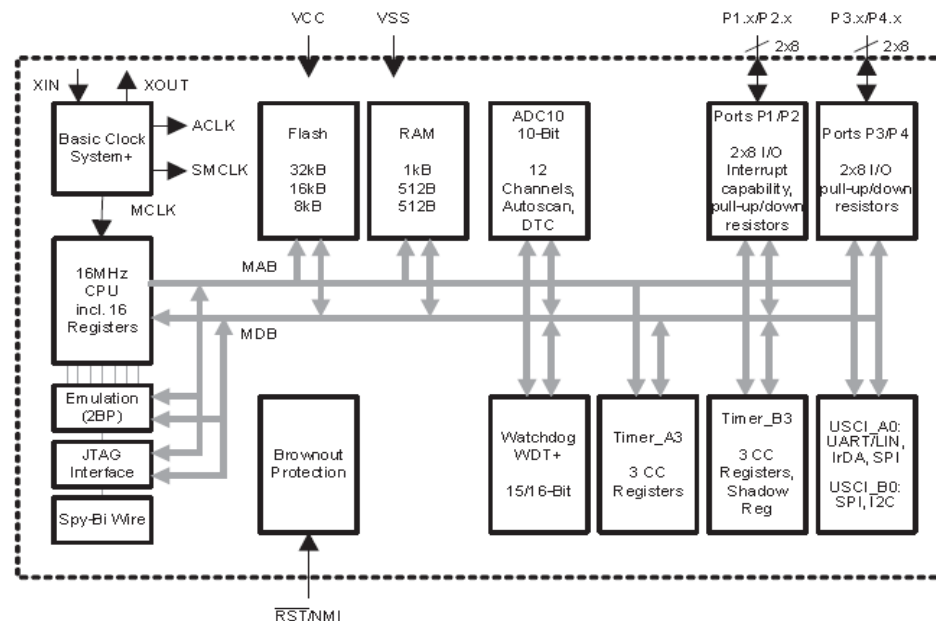 VCC
VSS
P1.x/P2.x
2x8
P3.x/P4.x
2x8
XIN
XOUT
Basic Clock
System+
ACLK
SMCLK
MCLK
Flash
32kB
16kB
8kB
RAM
1kB
512B
512B
ADC10
10-Bit
12
Channels,
Autoscan,
DTC
Ports P1/P2
2x8 I/O
Interrupt
capability,
pull-up/down
resistors
Ports P3/P4
2x8 I/O
pull-up/down
resistors
16MHz
CPU
incl. 16
Registers
MAB
MDB
Emulation
(2BP)
JTAG
Interface
Spy-Bi Wire
Brownout
Protection
RST/NMI
Watchdog
WDT+
15/16-Bit
Timer_A3
3 CC
Registers
Timer_B3
3 CC
Registers,
Shadow
Reg
USCI_A0:
UART/LIN,
IrDA, SPI
USCI_B0:
SPI, I2C